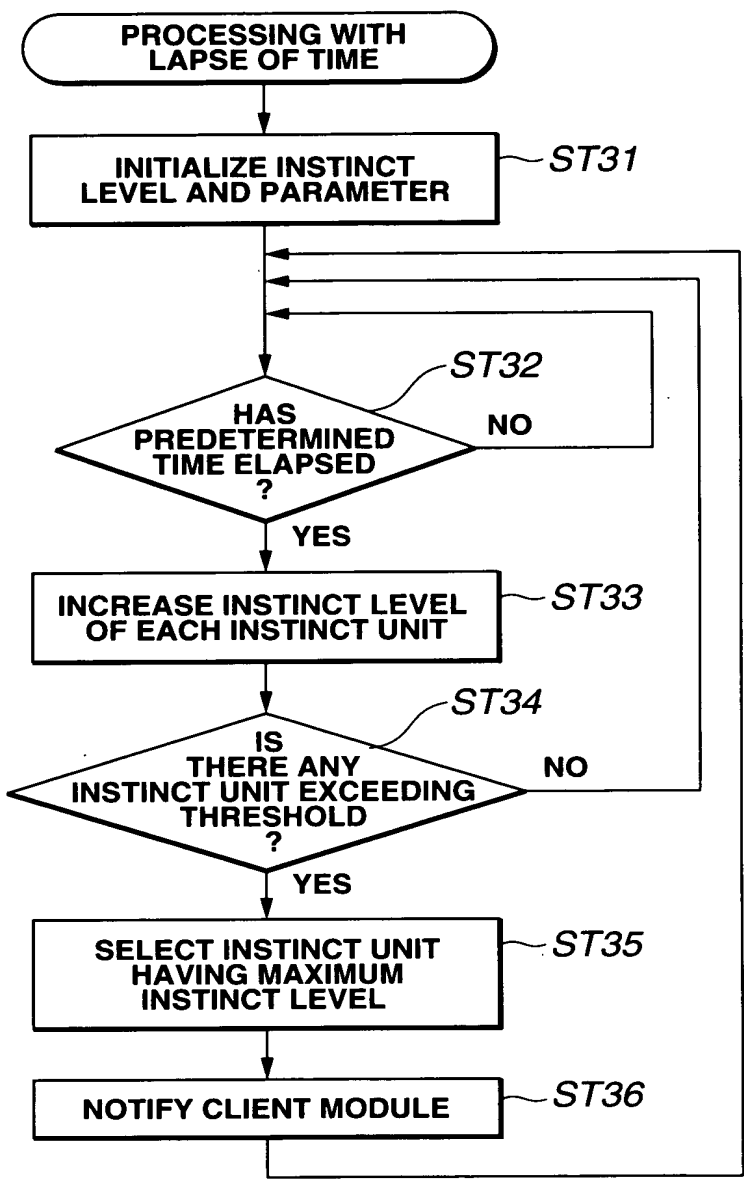 PROCESSING WITH
LAPSE OF TIME
INITIALIZE INSTINCT
LEVEL AND PARAMETER
ST31
ST32
HAS
PREDETERMINED
TIME ELAPSED
?
NO
YES
INCREASE INSTINCT LEVEL
OF EACH INSTINCT UNIT
ST33
ST34
IS
THERE ANY
INSTINCT UNIT EXCEEDING
THRESHOLD
?
NO
YES
SELECT INSTINCT UNIT
HAVING MAXIMUM
INSTINCT LEVEL
ST35
NOTIFY CLIENT MODULE
ST36